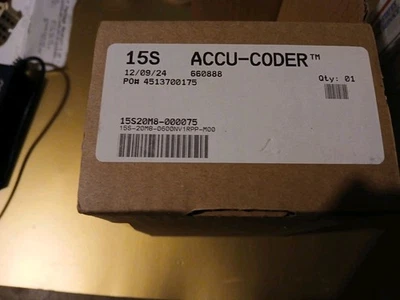 15S ACCU-CODER™
12/09/24 660888
PO# 4513700175
Qty: 01
15S20M8-000075
15S-20M8-0600NV1RPP-M00